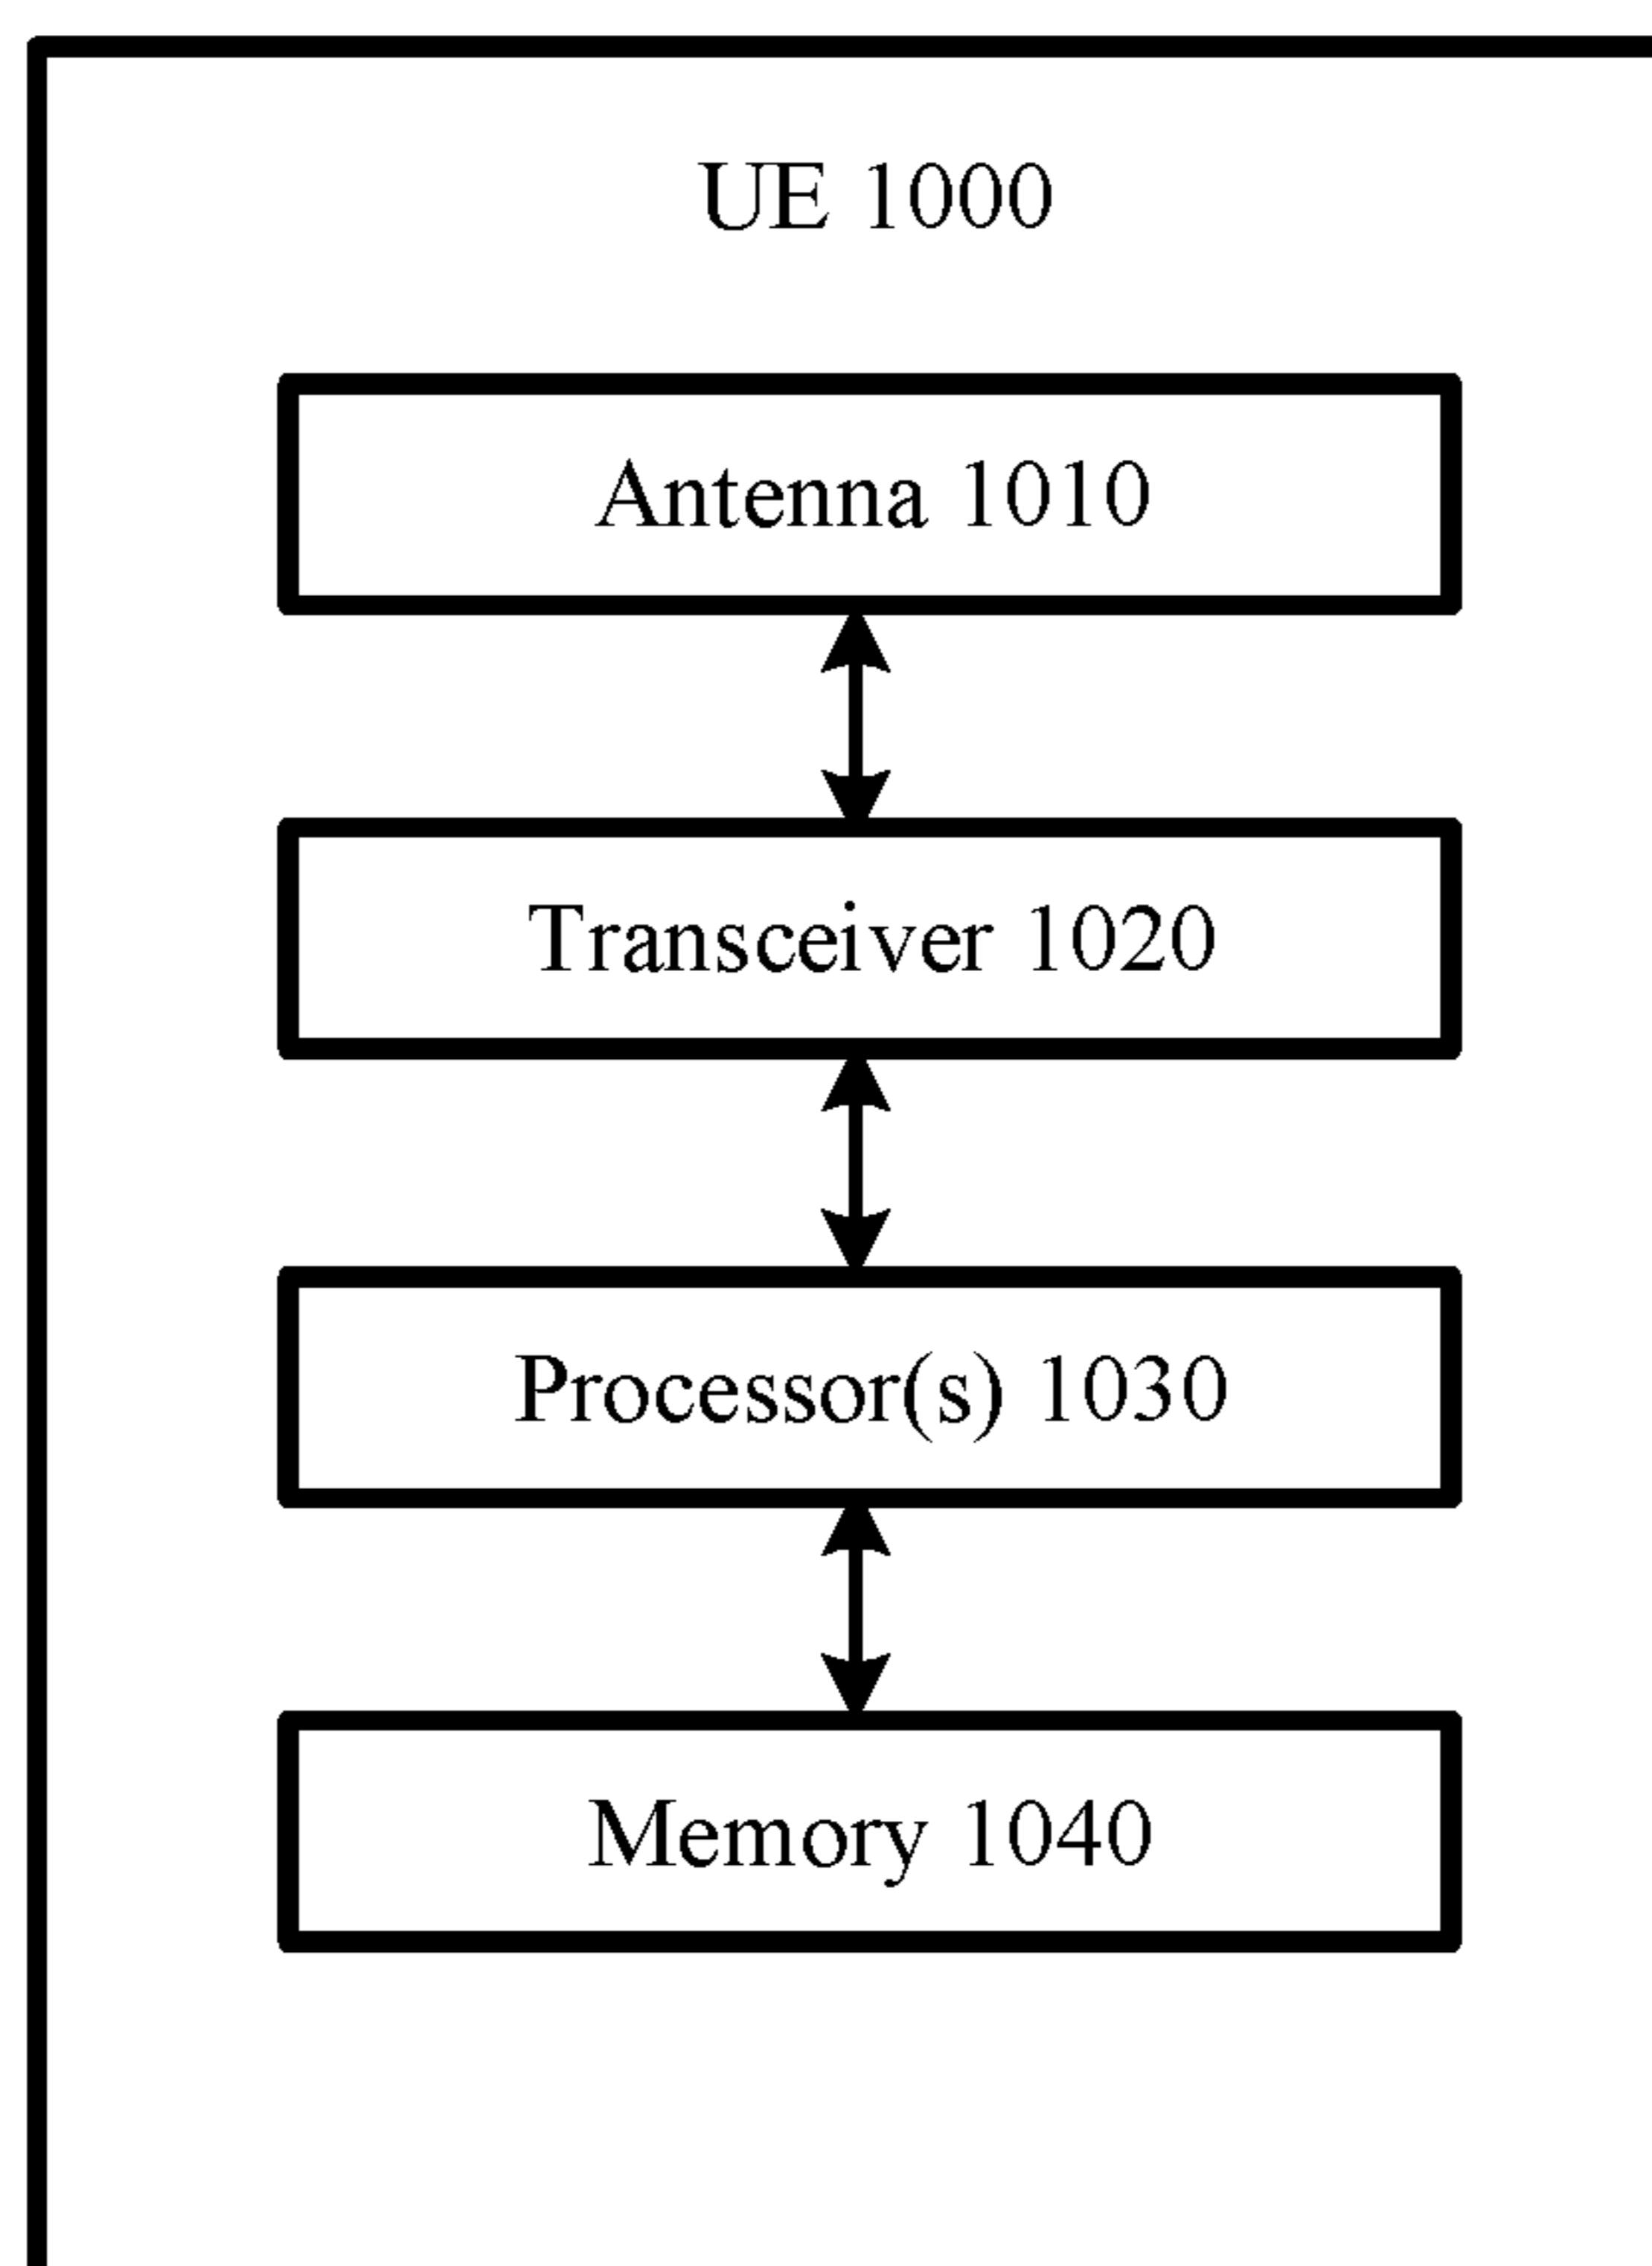 UE 1000
Antenna 1010
Transceiver 1020
Processor(s) 1030
Memory 1040